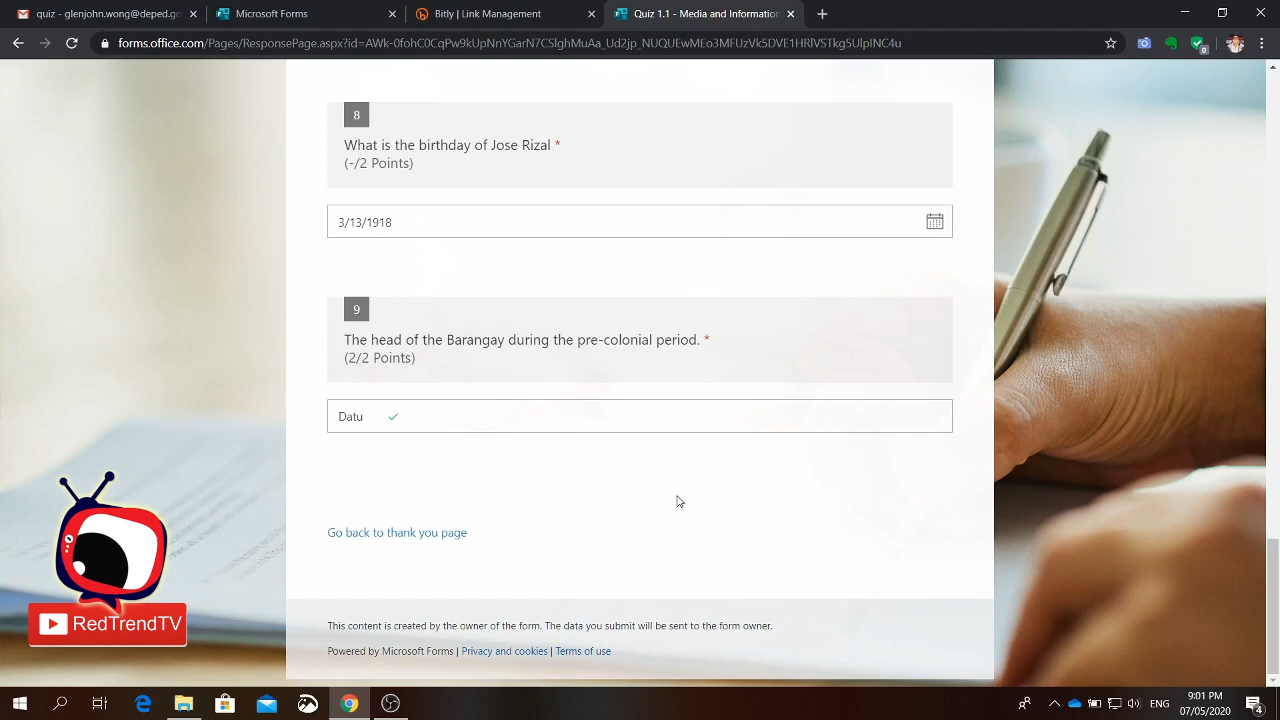 quiz - glenjohn.wong@deped.go
Microsoft Forms
Bitly | Link Management
Quiz 1.1 - Media and Information
forms.office.com/Pages/ResponsePage.aspx?id=AWk-0fohC0CqPw9kUpNnYGarN7CSlghMuAa_Ud2jp_NUQUEwMEo3MFUzVk5DVE1HRlVSTkg5UlpINC4u
0
8
What is the birthday of Jose Rizal *
(-/2 Points)
3/13/1918
9
The head of the Barangay during the pre-colonial period. *
(2/2 Points)
Datu
Go back to thank you page
RedTrendTV
This content is created by the owner of the form. The data you submit will be sent to the form owner.
Powered by Microsoft Forms | Privacy and cookies | Terms of use
ENG
9:01 PM
07/05/2020